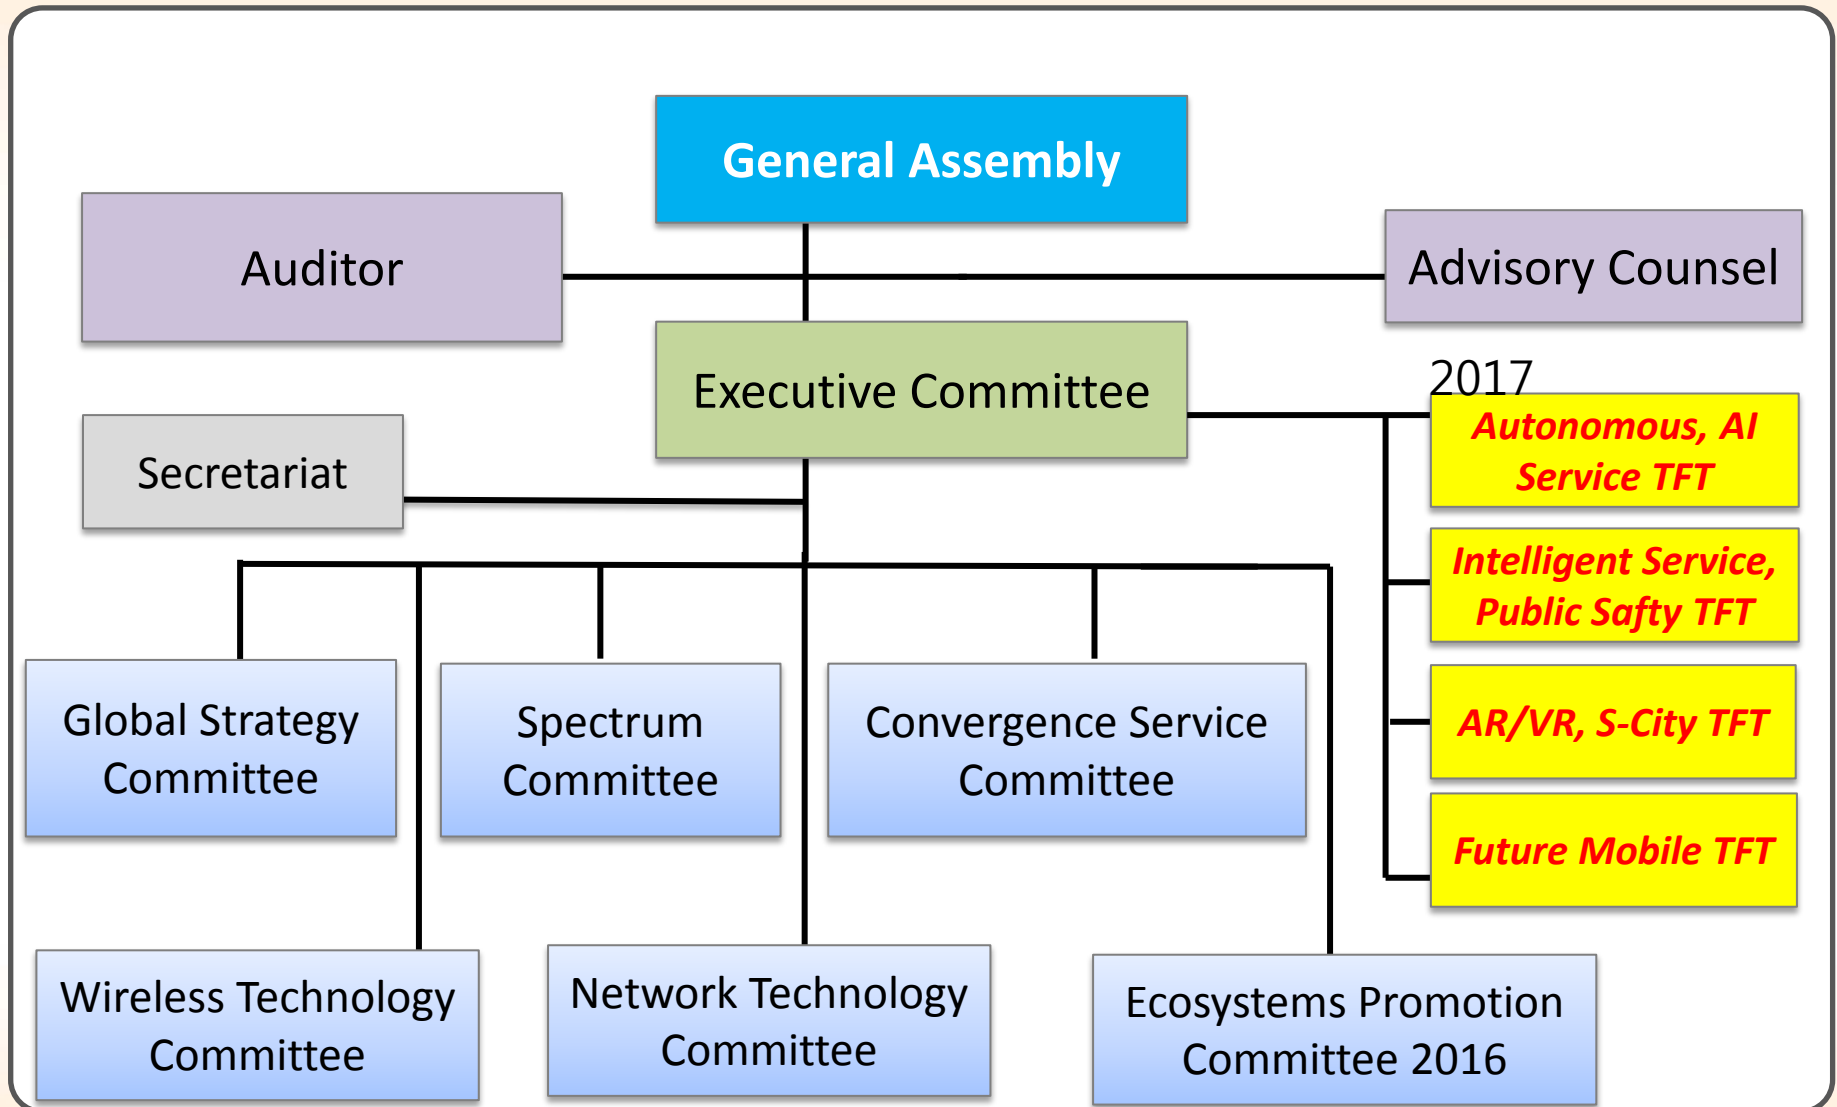 General Assembly
Auditor
Advisory Counsel
Executive Committee
2017
Autonomous, AI
Service TFT
Secretariat
Intelligent Service,
Public Safty TFT
AR/VR, S-City TFT
Future Mobile TFT
Global Strategy
Committee
Spectrum
Committee
Convergence Service
Committee
Wireless Technology
Committee
Network Technology
Committee
Ecosystems Promotion
Committee 2016